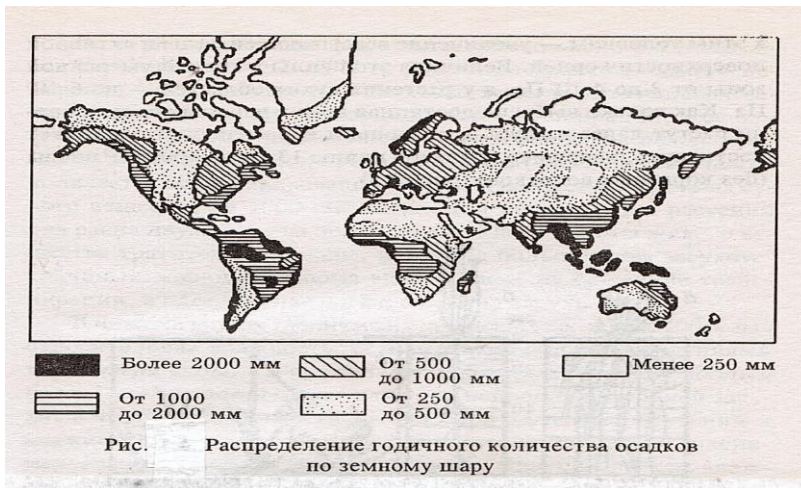 Более 2000 мм
От 500
до 1000 мм
Менее 250 мм
От 1000
до 2000 мм
От 250
до 500 мм
Рис. Распределение годичного количества осадков
по земному шару